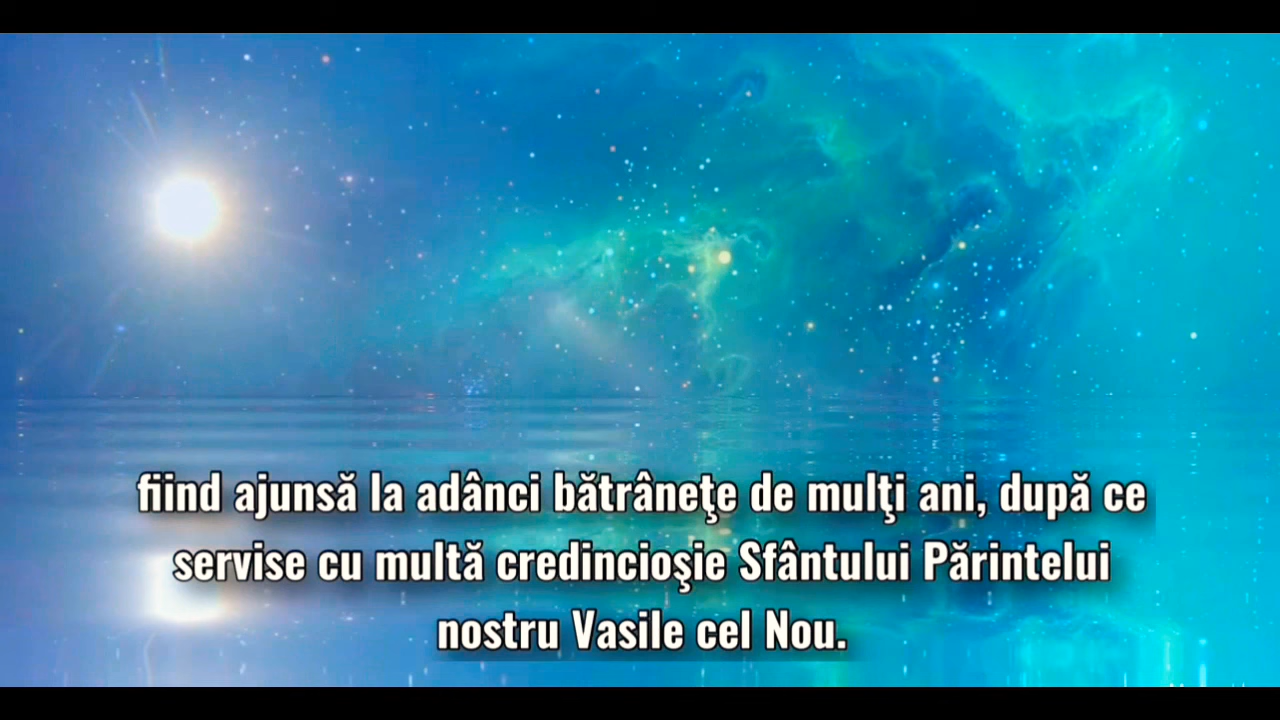 fiind ajunsă la adânci bătrâneţe de mulţi ani, după ce
servise cu multă credincioşie Sfântului Părintelui
nostru Vasile cel Nou.